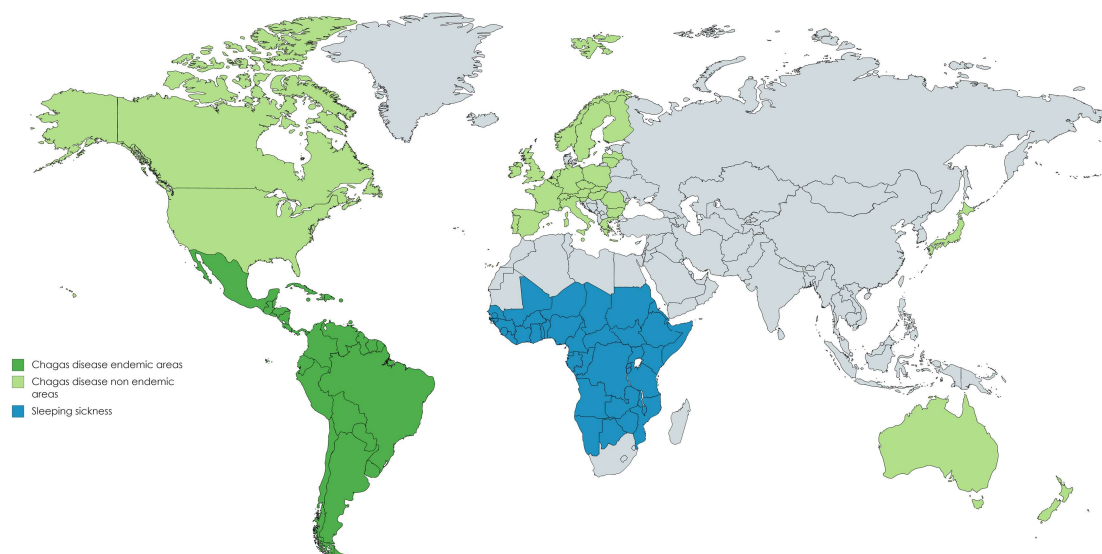 Chagas disease endemic areas
Chagas disease non endemic
areas
Sleeping sickness